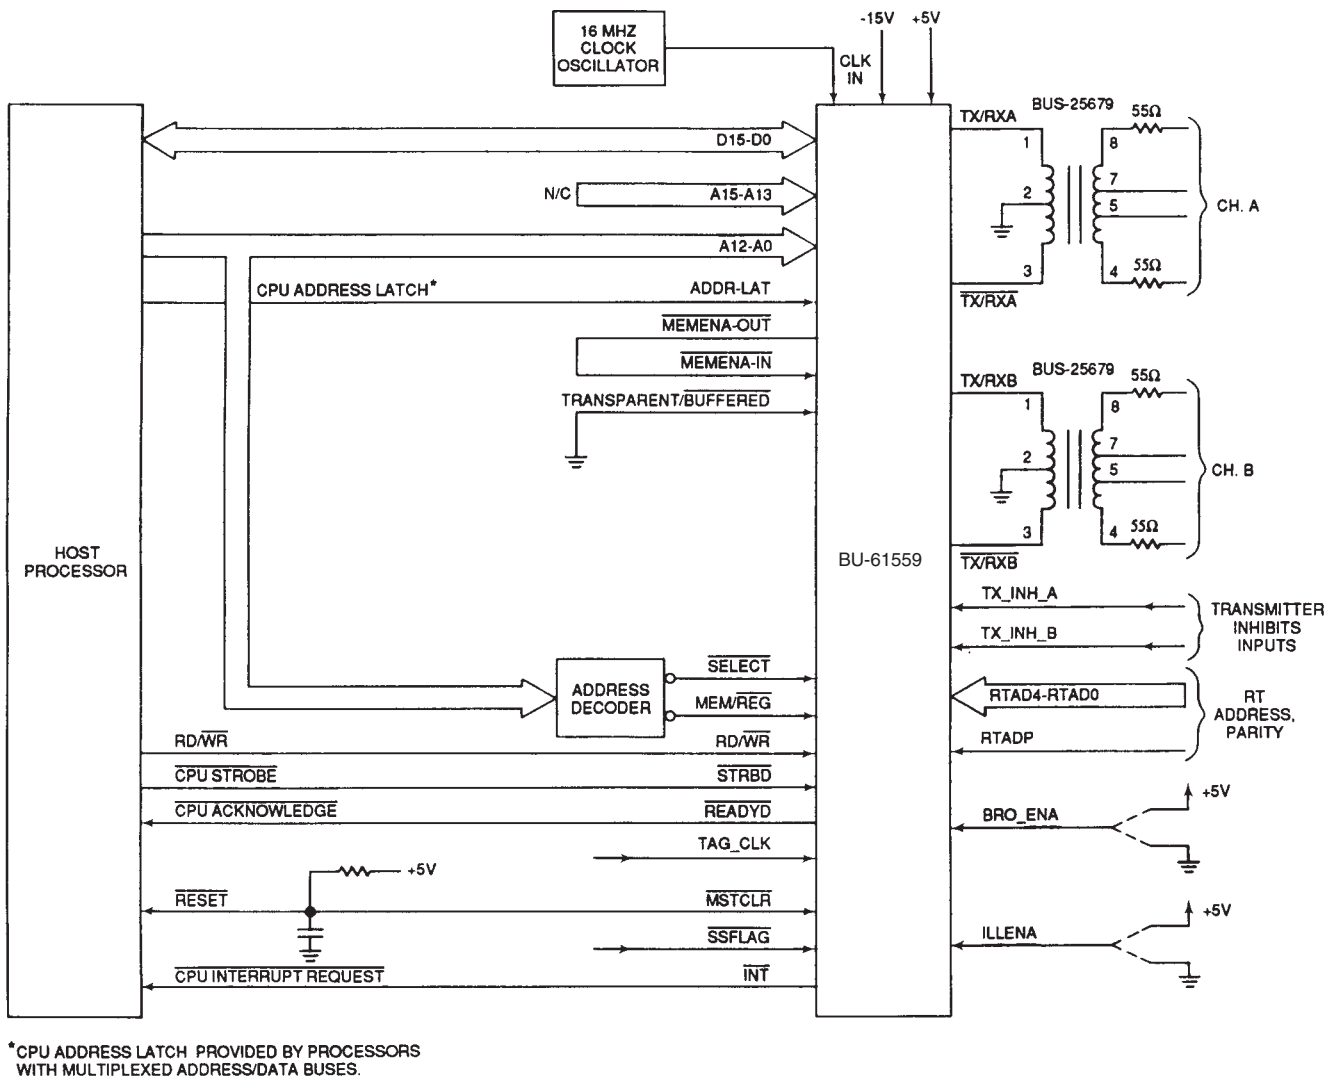 16 MHZ
CLOCK
OSCILLATOR
-15V
+5V
CLK
IN
HOST
PROCESSOR
BU-61559
D15-D0
N/C
A15-A13
A12-A0
CPU ADDRESS LATCH*
ADDR-LAT
MEMENA-OUT
MEMENA-IN
TRANSPARENT/BUFFERED
ADDRESS
DECODER
SELECT
MEM/REG
RD/WR
RD/WR
CPU STROBE
STRBD
CPU ACKNOWLEDGE
READYD
TAG_CLK
+5V
RESET
MSTCLR
SSFLAG
CPU INTERRUPT REQUEST
INT
TX/RXA
BUS-25679
55Ω
1
8
2
7
5
3
4
55Ω
TX/RXA
CH. A
TX/RXB
BUS-25679
55Ω
1
8
2
7
5
3
4
55Ω
TX/RXB
CH. B
TX_INH_A
TX_INH_B
TRANSMITTER
INHIBITS
INPUTS
RTAD4-RTAD0
RTADP
RT
ADDRESS,
PARITY
BRO_ENA
+5V
ILLENA
+5V
*CPU ADDRESS LATCH PROVIDED BY PROCESSORS
WITH MULTIPLEXED ADDRESS/DATA BUSES.